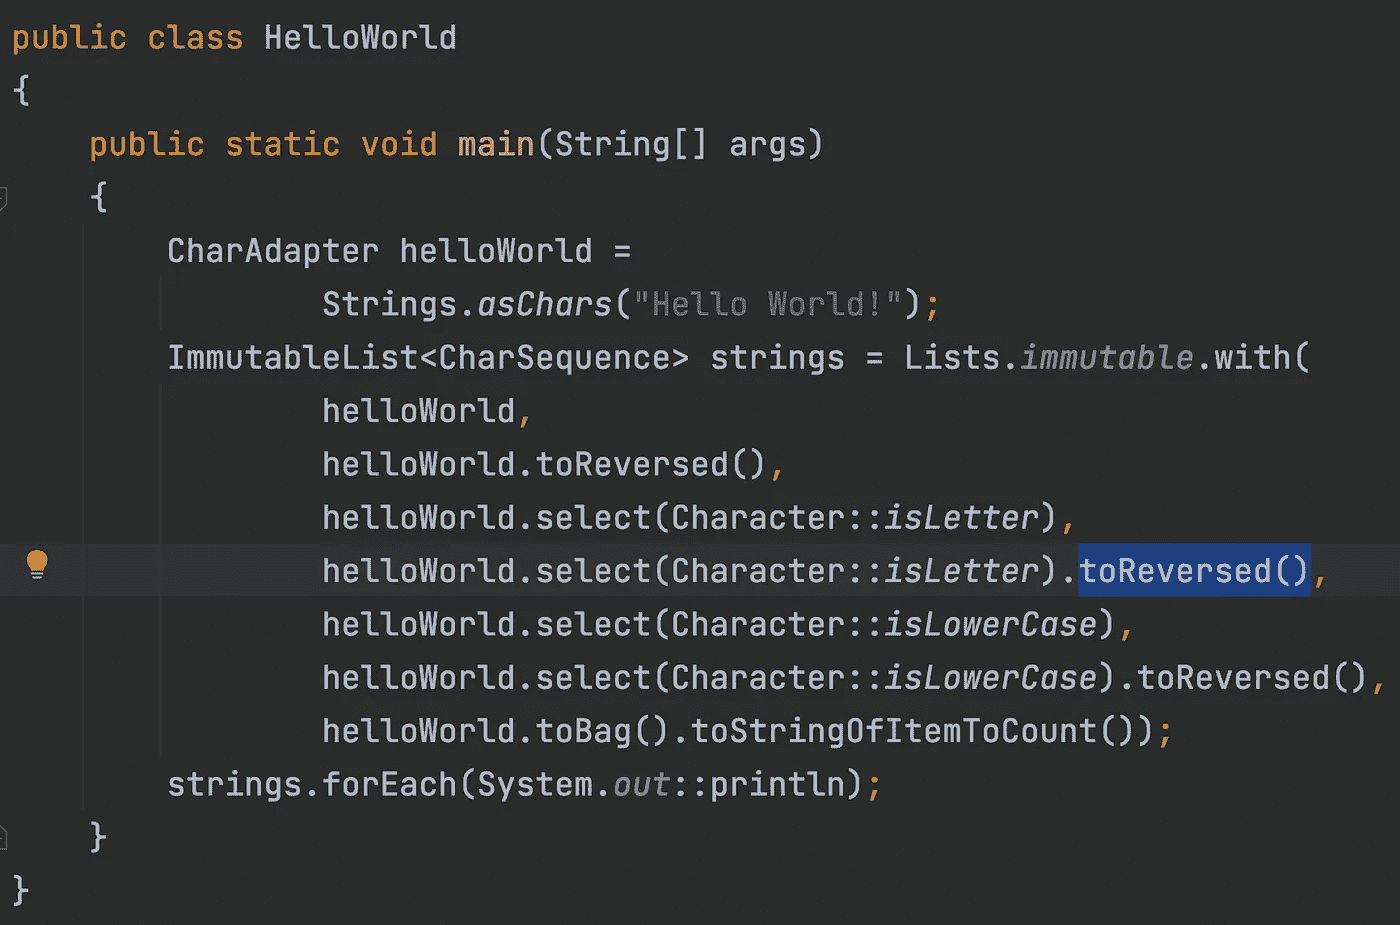 public class HelloWorld
{
public static void main(String[] args)
{
CharAdapter helloWorld =
Strings.asChars("Hello World!");
ImmutableList<CharSequence> strings = Lists.immutable.with(
helloWorld,
helloWorld.toReversed(),
helloWorld.select(Character::isLetter),
helloWorld.select(Character::isLetter).toReversed(),
helloWorld.select(Character::isLowerCase),
helloWorld.select(Character::isLowerCase).toReversed(),
helloWorld.toBag().toStringOfItemToCount());
strings.forEach(System.out::println);
}
}